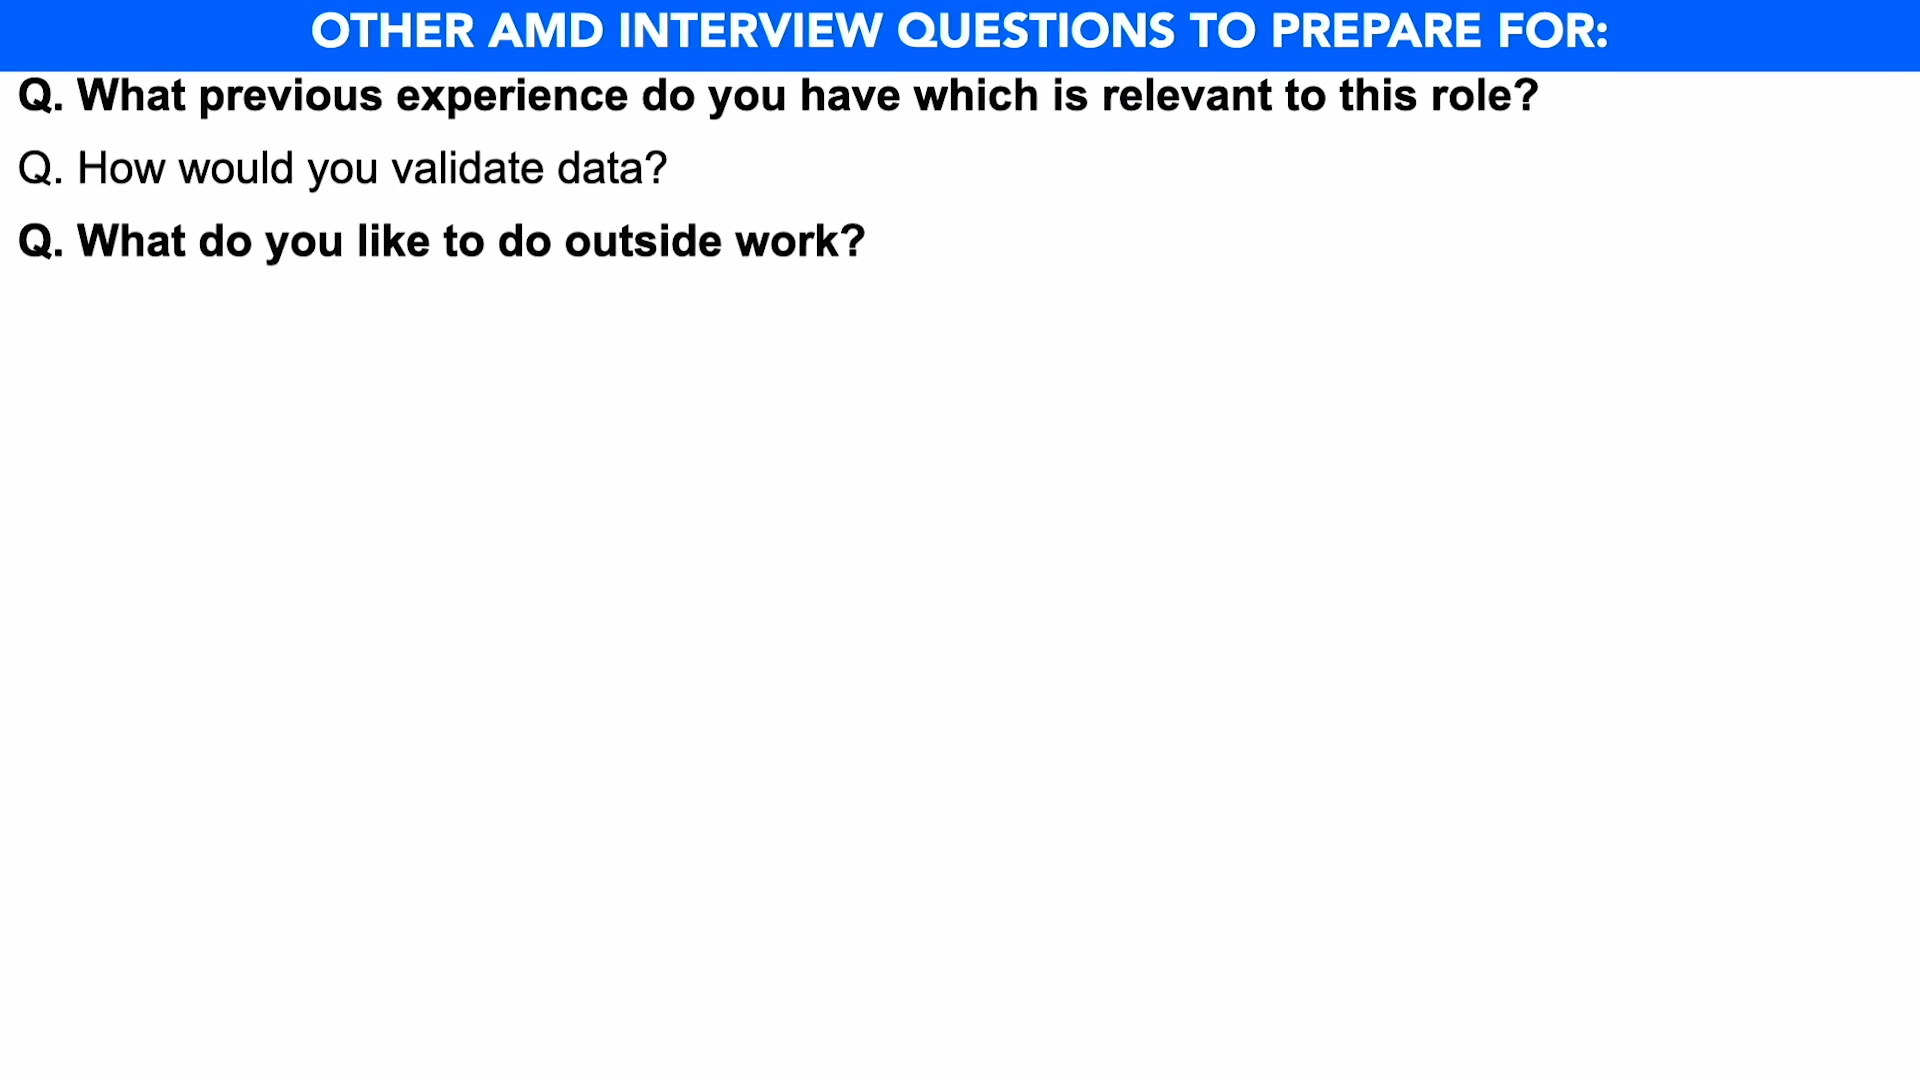 OTHER AMD INTERVIEW QUESTIONS TO PREPARE FOR:
Q. What previous experience do you have which is relevant to this role?
Q. How would you validate data?
Q. What do you like to do outside work?